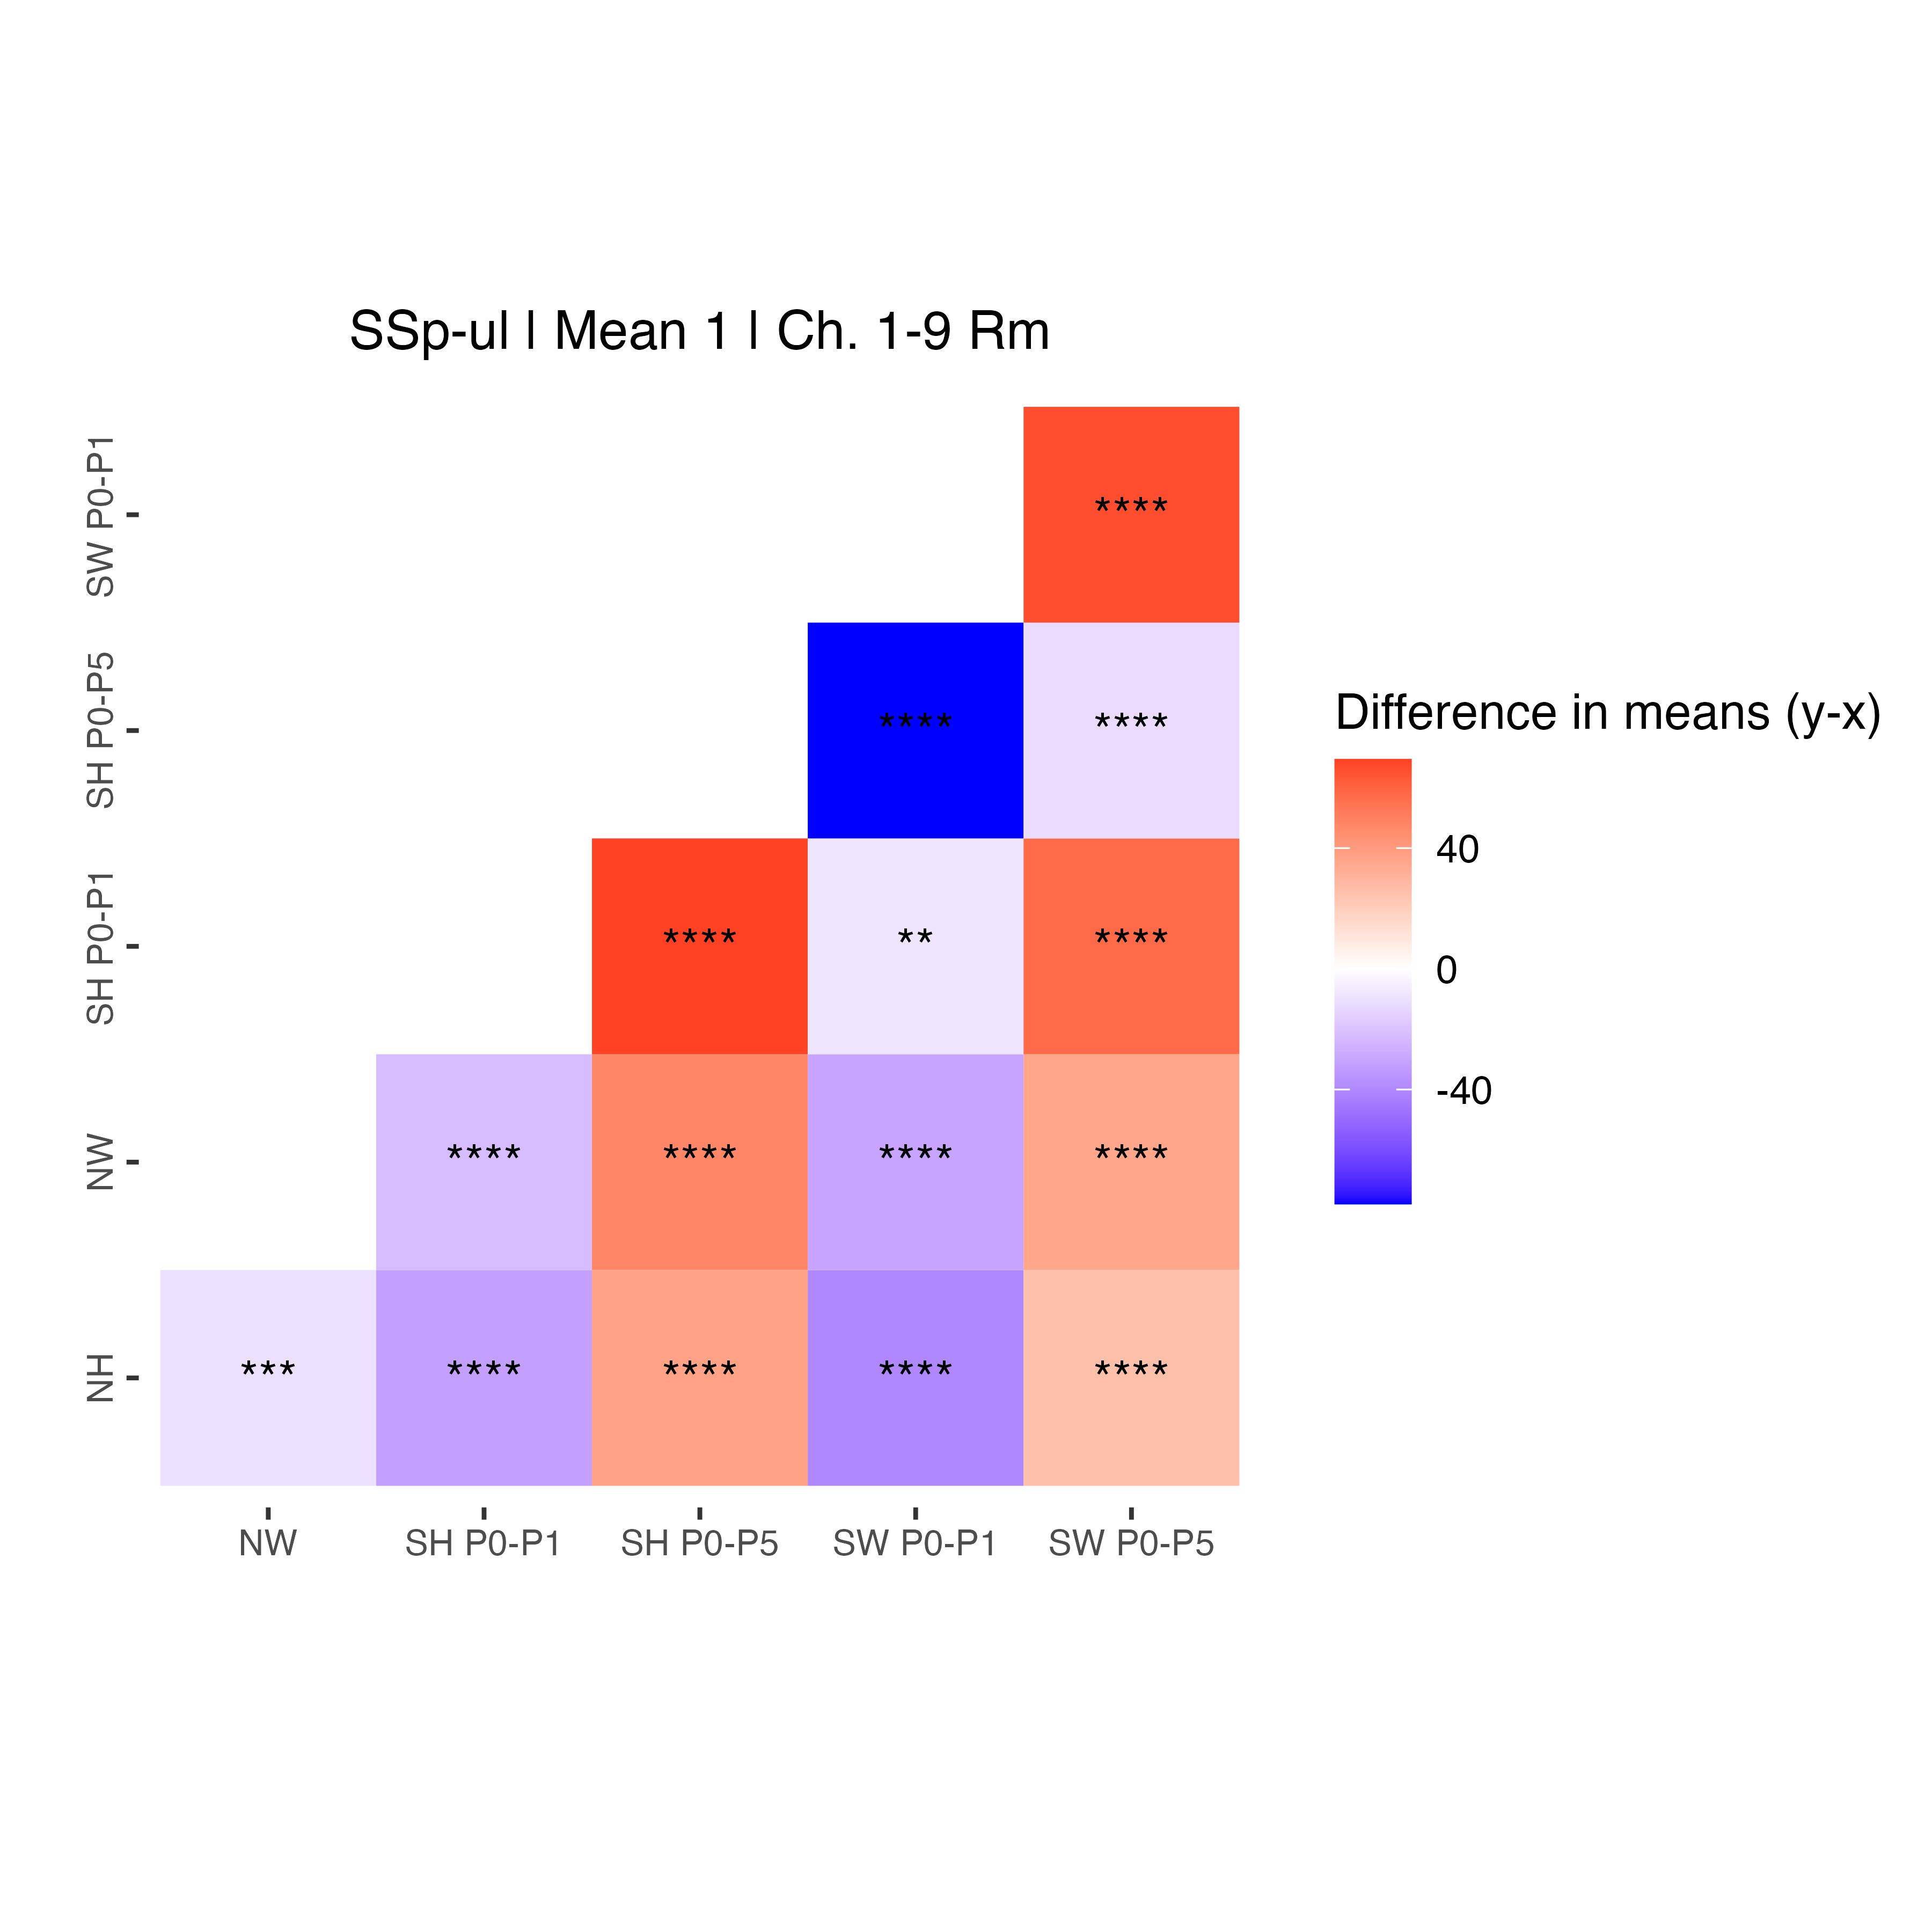 SSp-ul | Mean 1 | Ch. 1-9 Rm
SW P0-P1
****
SH P0-P5
**** ****
SH P0-P1
**** ** ****
NW
**** **** **** ****
NH
*** **** **** **** ****
NW SH P0-P1 SH P0-P5 SW P0-P1 SW P0-P5
Difference in means (y-x)
40
0
-40